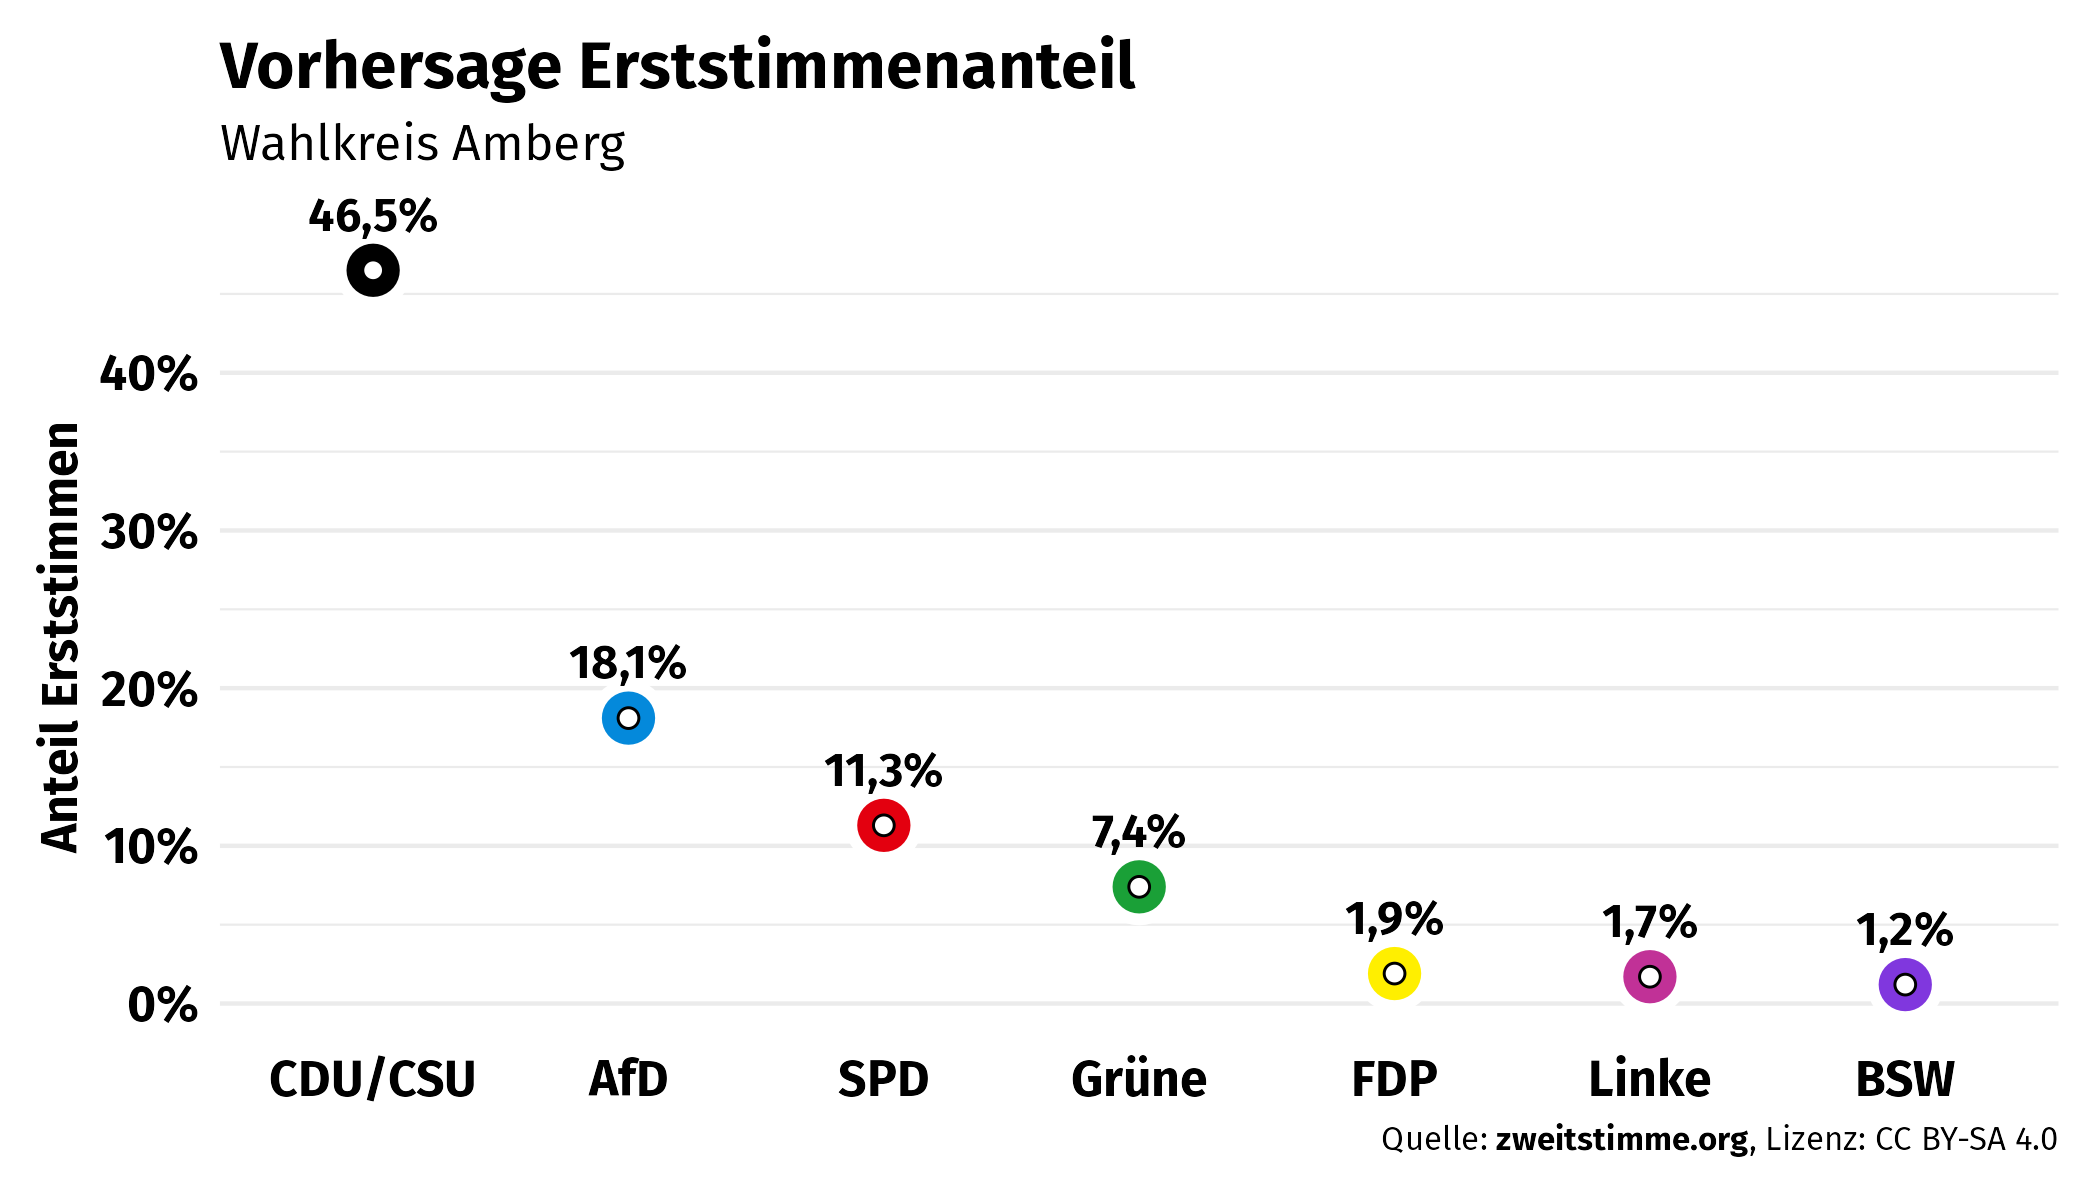 Vorhersage Erststimmenanteil
Wahlkreis Amberg
46,5%
40%
30%
18,1%
20%
11,3%
7,4%
10%
1,9%
1,7%
1,2%
0%
Anteil Erststimmen
CDU/CSU AfD SPD Grüne FDP Linke BSW
Quelle: zweitstimme.org, Lizenz: CC BY-SA 4.0